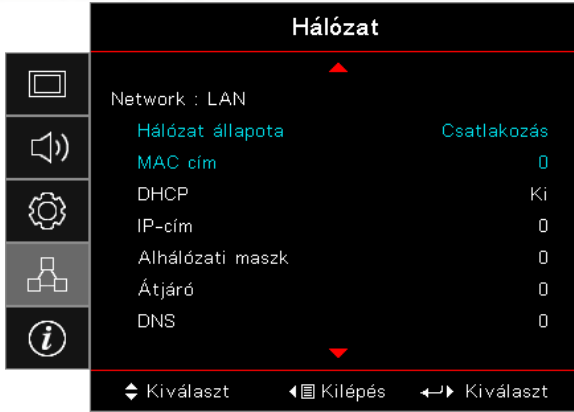 Hálózat
Network : LAN
Hálózat állapota Csatlakozás
MAC cím 0
DHCP Ki
IP-cím 0
Alhálózati maszk 0
Átjáró 0
DNS 0
Kiválaszt Kilépés Kiválaszt